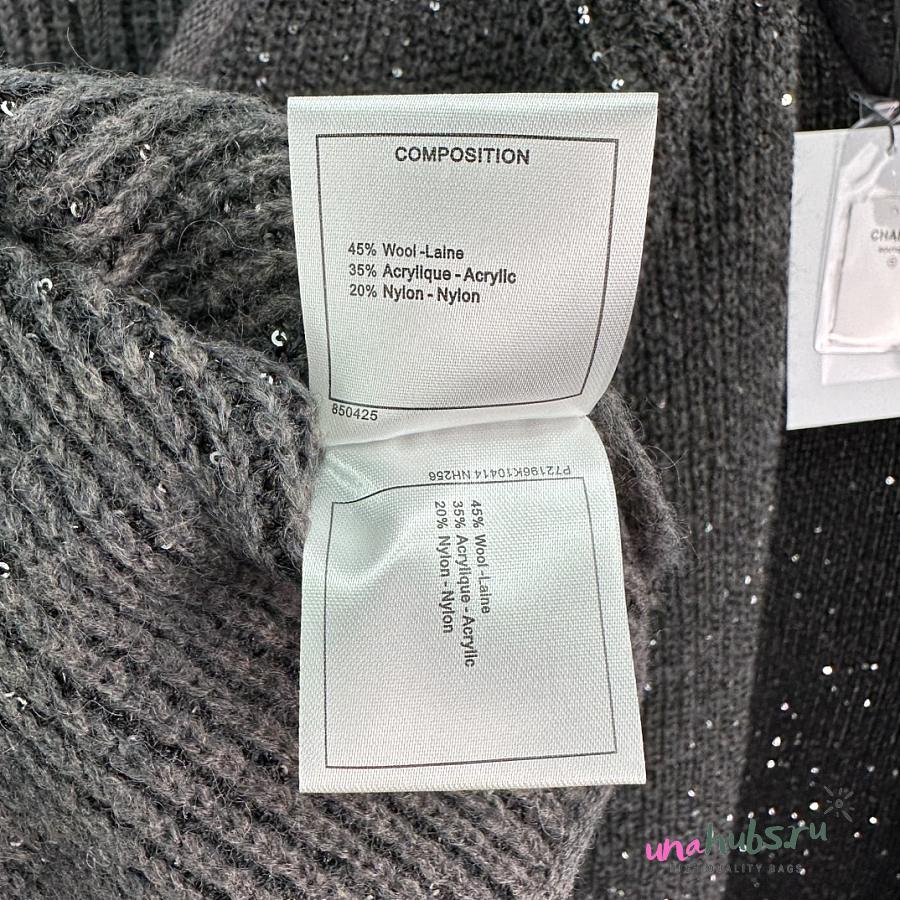 COMPOSITION
45% Wool -Laine
35% Acrylique - Acrylic
20% Nylon - Nylon
850425
P72196K10414 NH256
45% Wool -Laine
35% Acrylique - Acrylic
20% Nylon - Nylon
CHA
unahubs.ru